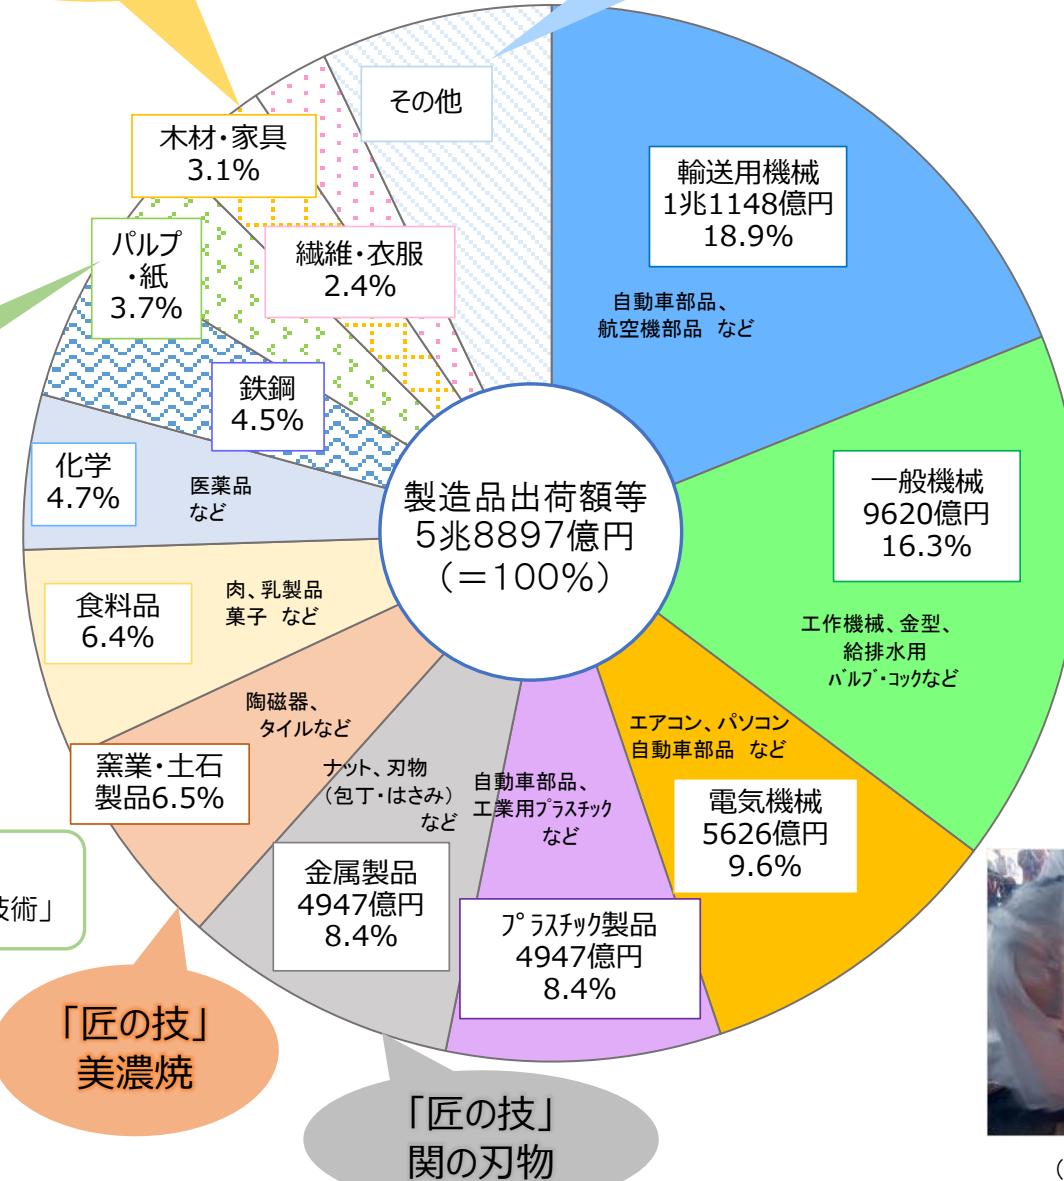 その他
木材・家具
3.1%
輸送用機械
1兆1148億円
18.9%
パルプ
・紙
3.7%
繊維・衣服
2.4%
自動車部品、
航空機部品 など
鉄鋼
4.5%
化学
4.7%
医薬品
など
製造品出荷額等
5兆8897億円
(＝100%)
一般機械
9620億円
16.3%
食料品
6.4%
肉、乳製品
菓子 など
工作機械、金型、
給排水用
ﾊﾞﾙﾌﾞ・ｺｯｸなど
陶磁器、
タイルなど
エアコン、パソコン
自動車部品 など
窯業・土石
製品6.5%
ナット、刃物
（包丁・はさみ）
など
自動車部品、
工業用ﾌﾟﾗｽﾁｯｸ
など
電気機械
5626億円
9.6%
金属製品
4947億円
8.4%
ﾌﾟﾗｽﾁｯｸ製品
4947億円
8.4%
術」
「匠の技」
美濃焼
「匠の技」
関の刃物
（